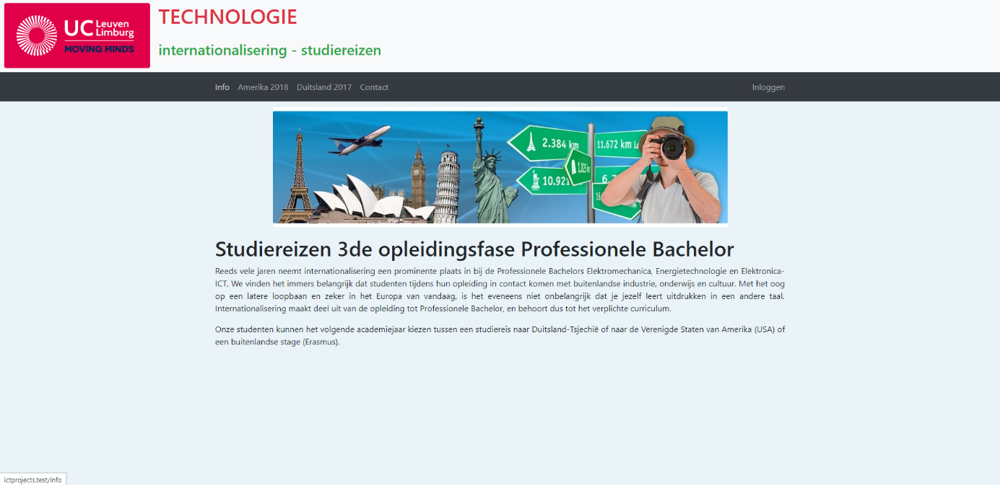 UC Leuven
Limburg
MOVING MINDS
TECHNOLOGIE
internationalisering - studiereizen
Info Amerika 2018 Duitsland 2017 Contact Inloggen
2.384 km
11.672 km
1.825
10.921
6.7
Studiereizen 3de opleidingsfase Professionele Bachelor
Reeds vele jaren neemt internationalisering een prominente plaats in bij de Professionele Bachelors Elektromechanica, Energietechnologie en Elektronica-
ICT. We vinden het immers belangrijk dat studenten tijdens hun opleiding in contact komen met buitenlandse industrie, onderwijs en cultuur. Met het oog
op een latere loopbaan en zeker in het Europa van vandaag, is het eveneens niet onbelangrijk dat je jezelf leert uitdrukken in een andere taal.
Internationalisering maakt deel uit van de opleiding tot Professionele Bachelor, en behoort dus tot het verplichte curriculum.
Onze studenten kunnen het volgende academiejaar kiezen tussen een studiereis naar Duitsland-Tsjechië of naar de Verenigde Staten van Amerika (USA) of
een buitenlandse stage (Erasmus).
ictprojects.test/info